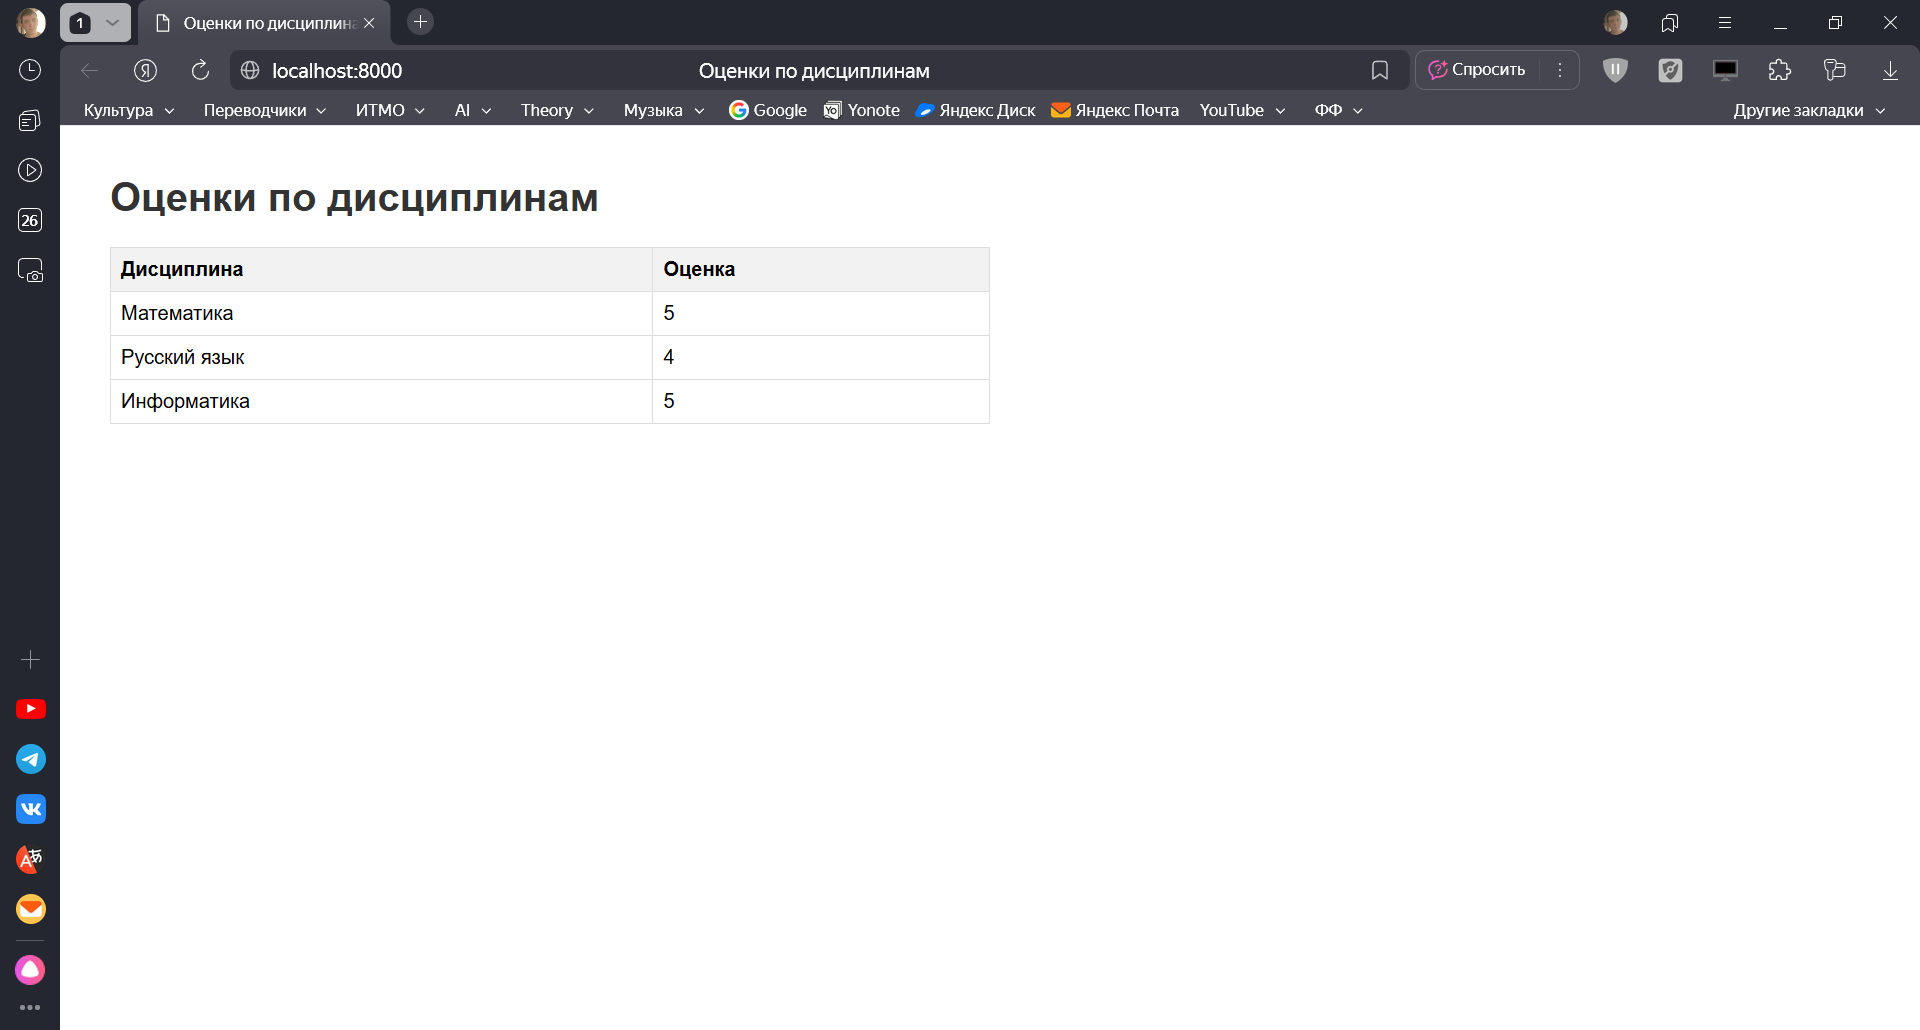 1
Оценки по дисциплина
Я
localhost:8000
Оценки по дисциплинам
Спросить
Культура
Переводчики
ИТМО
AI
Theory
Музыка
Google
Yo
Yonote
Яндекс Диск
Яндекс Почта
YouTube
ФФ
Другие закладки
26
Оценки по дисциплинам
Дисциплина Оценка
Математика 5
Русский язык 4
Информатика 5
A あ